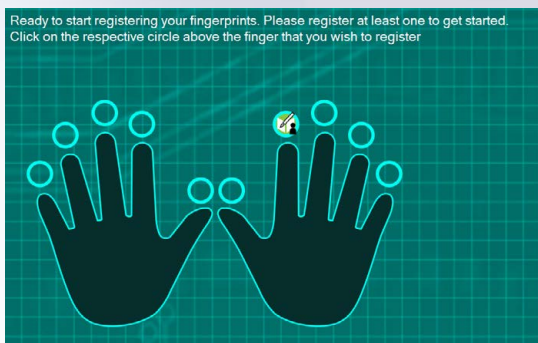 Ready to start registering your fingerprints. Please register at least one to get started.
Click on the respective circle above the finger that you wish to register